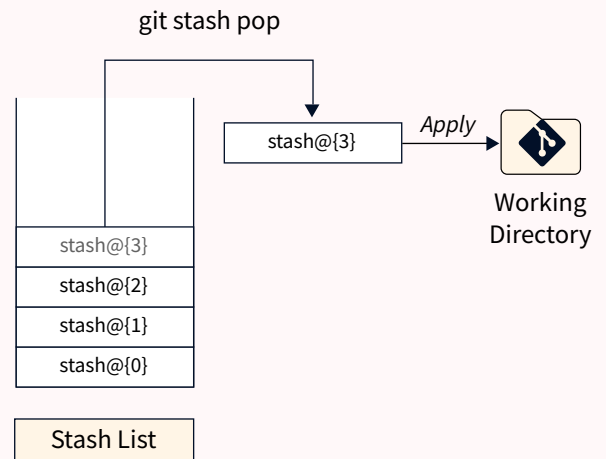 git stash pop
stash@{3}
Apply
Working
Directory
stash@{3}
stash@{2}
stash@{1}
stash@{0}
Stash List